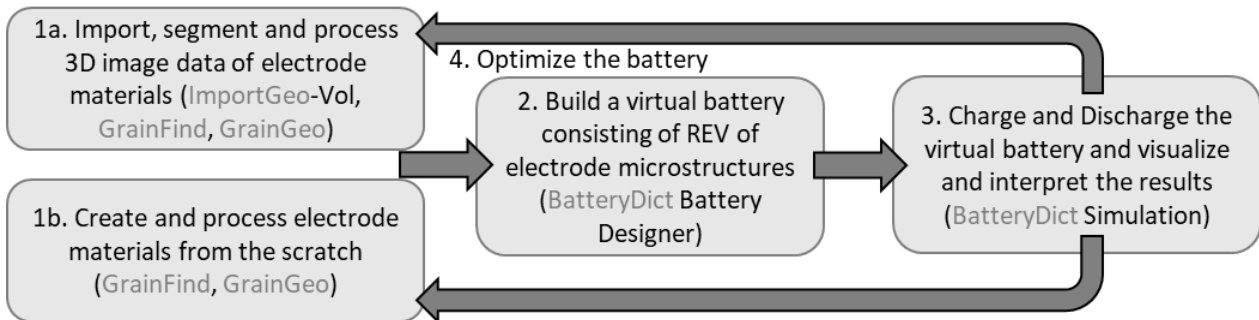 1a. Import, segment and process
3D image data of electrode
materials (ImportGeo-Vol,
GrainFind, GrainGeo)
4. Optimize the battery
1b. Create and process electrode
materials from the scratch
(GrainFind, GrainGeo)
2. Build a virtual battery
consisting of REV of
electrode microstructures
(BatteryDict Battery
Designer)
3. Charge and Discharge the
virtual battery and visualize
and interpret the results
(BatteryDict Simulation)